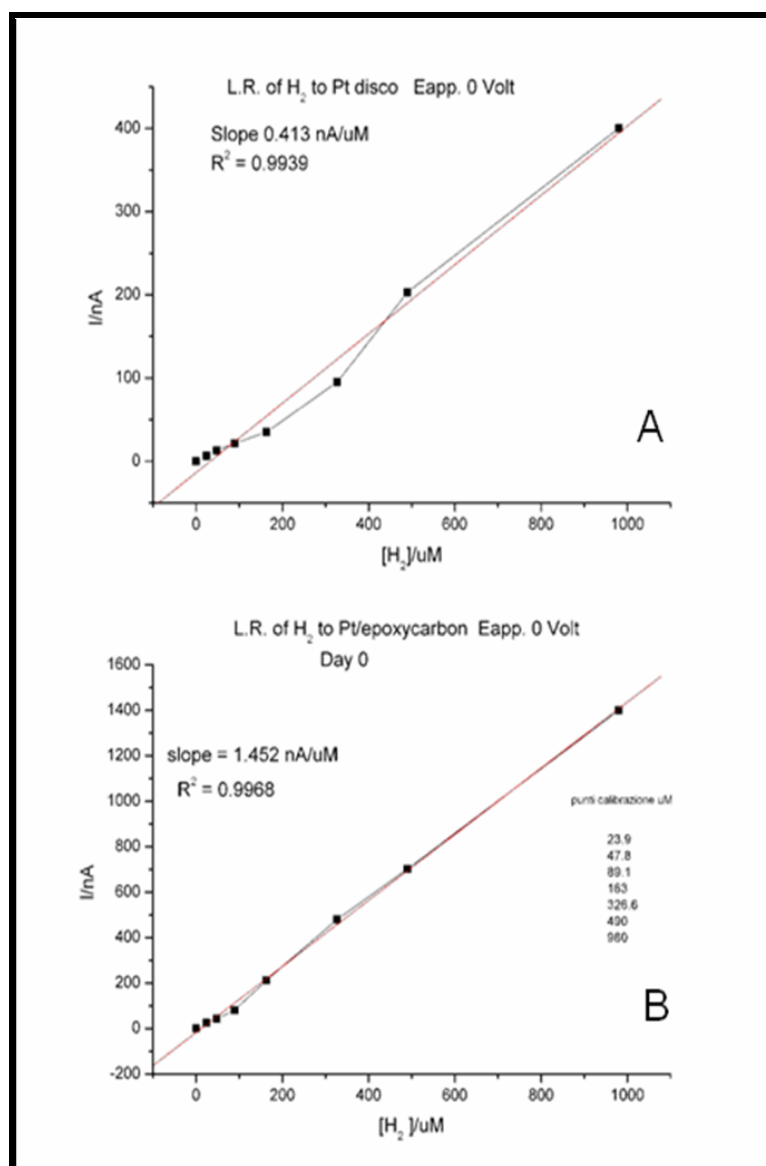 L.R. of H2 to Pt disco Eapp. 0 Volt
Slope 0.413 nA/uM
R2 = 0.9939
400
300
200
100
0
I/nA
A
0 200 400 600 800 1000
[H2]/uM
L.R. of H2 to Pt/epoxycarbon Eapp. 0 Volt
Day 0
1600
1400
1200
1000
800
600
400
200
0
-200
I/nA
slope = 1.452 nA/uM
R2 = 0.9968
punti calibrazione uM
23.9
47.8
89.1
163
326.6
490
980
B
0 200 400 600 800 1000
[H2]/uM